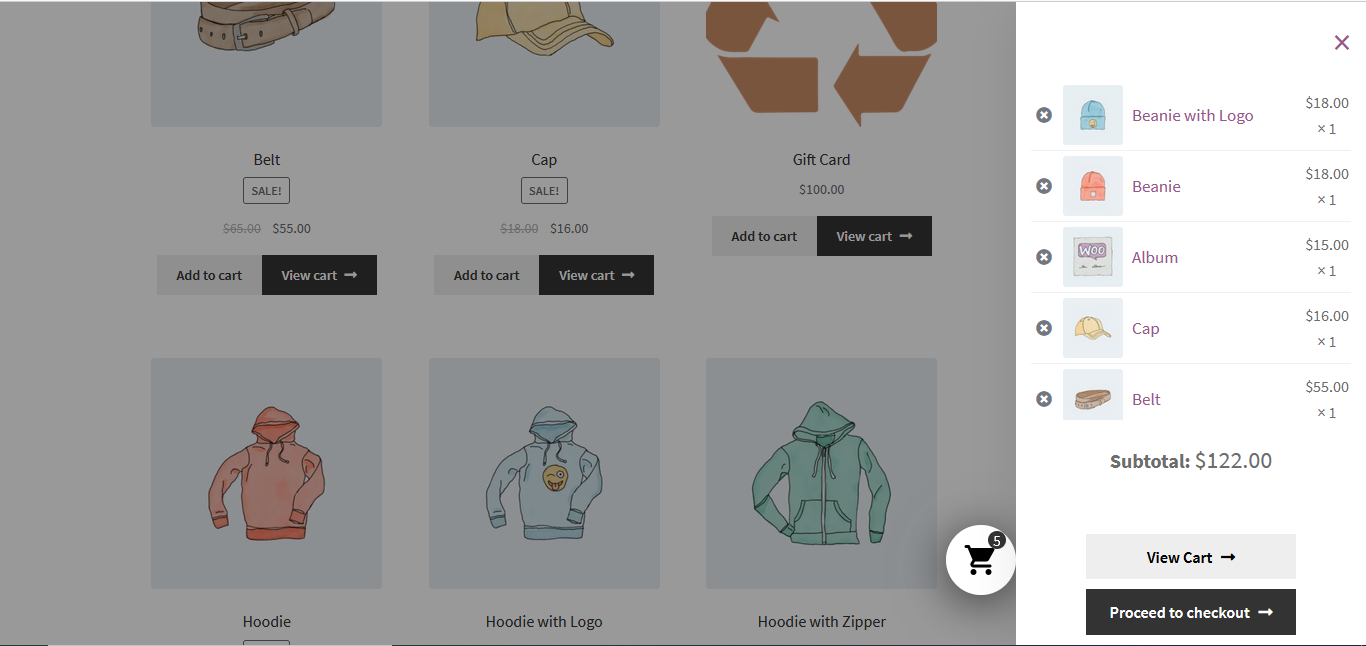 Belt
SALE!
$65.00 $55.00
Add to cart
View cart
Cap
SALE!
$18.00 $16.00
Add to cart
View cart
Gift Card
$100.00
Add to cart
View cart
Hoodie
Hoodie with Logo
Hoodie with Zipper
5
Beanie with Logo
$18.00
× 1
Beanie
$18.00
× 1
WOO
Album
$15.00
× 1
Cap
$16.00
× 1
Belt
$55.00
× 1
Subtotal: $122.00
View Cart
Proceed to checkout